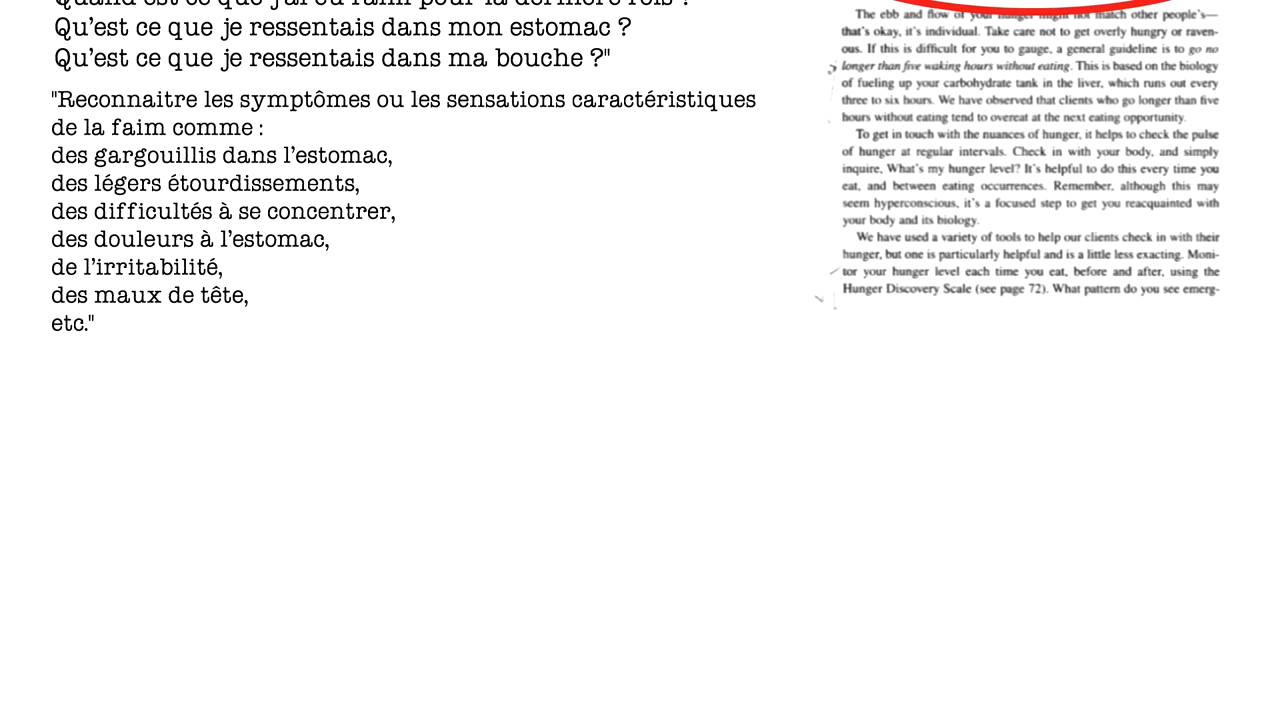 Quand est ce que j'ai eu faim pour la dernière fois ?
Qu'est ce que je ressentais dans mon estomac ?
Qu'est ce que je ressentais dans ma bouche ?"
"Reconnaitre les symptômes ou les sensations caractéristiques
de la faim comme :
des gargouillis dans l'estomac,
des légers étourdissements,
des difficultés à se concentrer,
des douleurs à l'estomac,
de l'irritabilité,
des maux de tête,
etc."
The ebb and flow of your hunger might not match other people's—
that's okay, it's individual. Take care not to get overly hungry or raven-
ous. If this is difficult for you to gauge, a general guideline is to go no
longer than five waking hours without eating. This is based on the biology
of fueling up your carbohydrate tank in the liver, which runs out every
three to six hours. We have observed that clients who go longer than five
hours without eating tend to overeat at the next eating opportunity.
To get in touch with the nuances of hunger, it helps to check the pulse
of hunger at regular intervals. Check in with your body, and simply
inquire, What's my hunger level? It's helpful to do this every time you
eat, and between eating occurrences. Remember, although this may
seem hyperconscious, it's a focused step to get you reacquainted with
your body and its biology.
We have used a variety of tools to help our clients check in with their
hunger, but one is particularly helpful and is a little less exacting. Moni-
tor your hunger level each time you eat, before and after, using the
Hunger Discovery Scale (see page 72). What pattern do you see emerg-